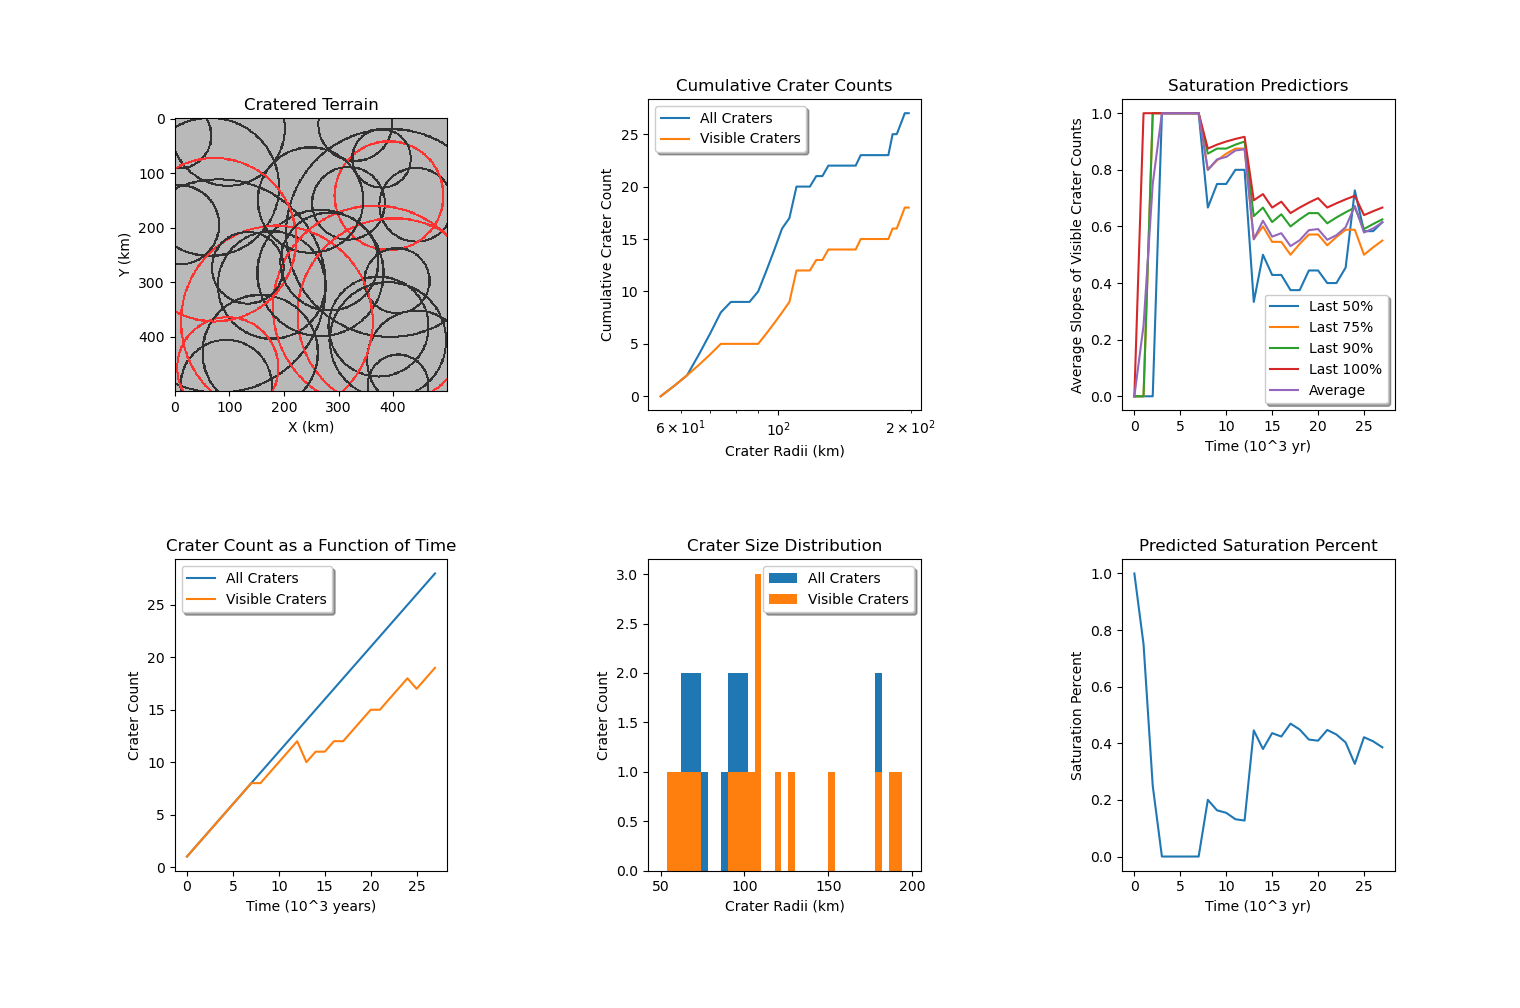 Cratered Terrain
0
100
200
300
400
0 100 200 300 400
X (km)
Y (km)
Cumulative Crater Counts
All Craters
Visible Craters
25
20
15
10
5
0
6 × 10¹ 10² 2 × 10²
Crater Radii (km)
Cumulative Crater Count
Saturation Predictiors
1.0
0.8
0.6
0.4
0.2
0.0
Last 50%
Last 75%
Last 90%
Last 100%
Average
0 5 10 15 20 25
Time (10^3 yr)
Average Slopes of Visible Crater Counts
Crater Count as a Function of Time
All Craters
Visible Craters
25
20
15
10
5
0
0 5 10 15 20 25
Time (10^3 years)
Crater Count
Crater Size Distribution
All Craters
Visible Craters
3.0
2.5
2.0
1.5
1.0
0.5
0.0
50 100 150 200
Crater Radii (km)
Crater Count
Predicted Saturation Percent
1.0
0.8
0.6
0.4
0.2
0.0
0 5 10 15 20 25
Time (10^3 yr)
Saturation Percent